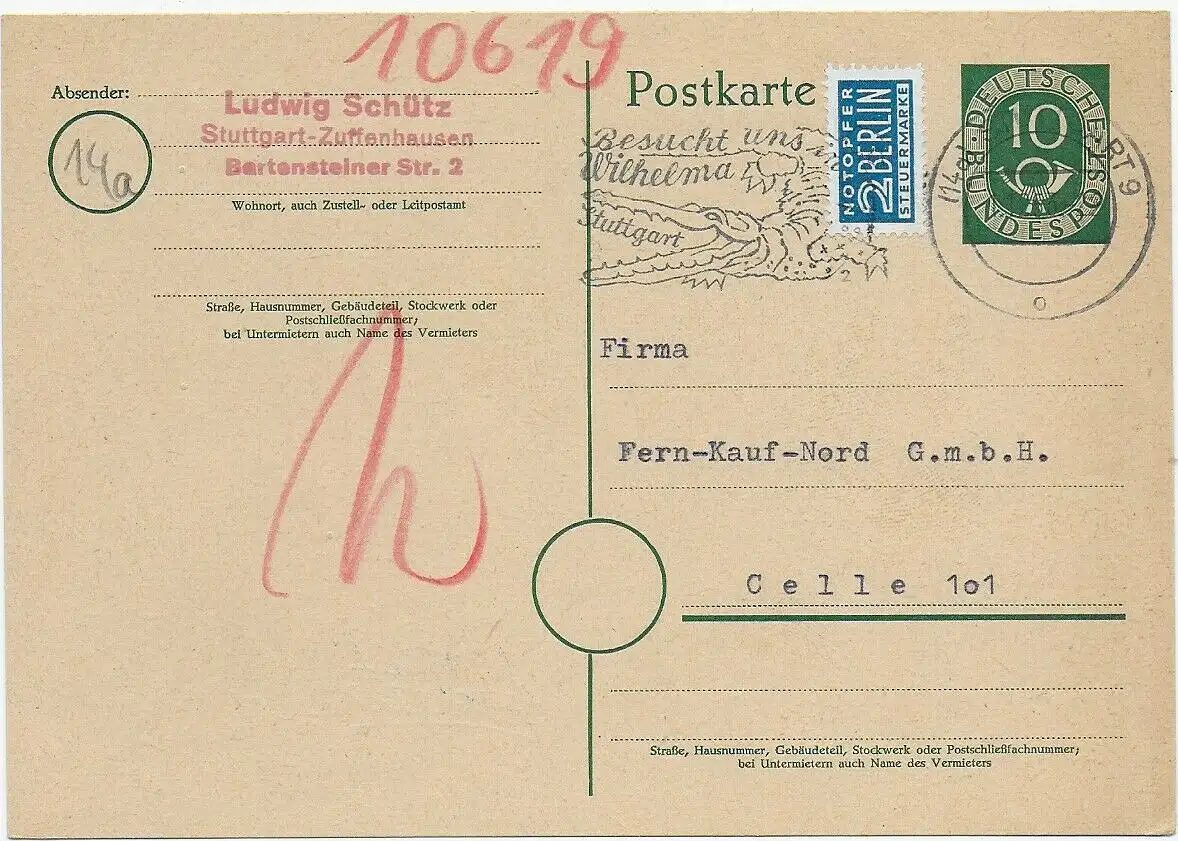 10619
Absender:
Ludwig Schütz
Stuttgart-Zuffenhausen
Bartensteiner Str. 2
14a
Wohnort, auch Zustell- oder Leitpostamt
Straße, Hausnummer, Gebäudeteil, Stockwerk oder
Postschließfachnummer;
bei Untermietern auch Name des Vermieters
Postkarte
Besucht uns in
Wilhelma
Stuttgart
NOTOPFER
2 BERLIN
STEUERMARKE
DEUTSCHE
BUNDESPOST
10
9
Firma
Fern-Kauf-Nord G.m.b.H.
Celle 1o1
Straße, Hausnummer, Gebäudeteil, Stockwerk oder Postschließfachnummer;
bei Untermietern auch Name des Vermieters